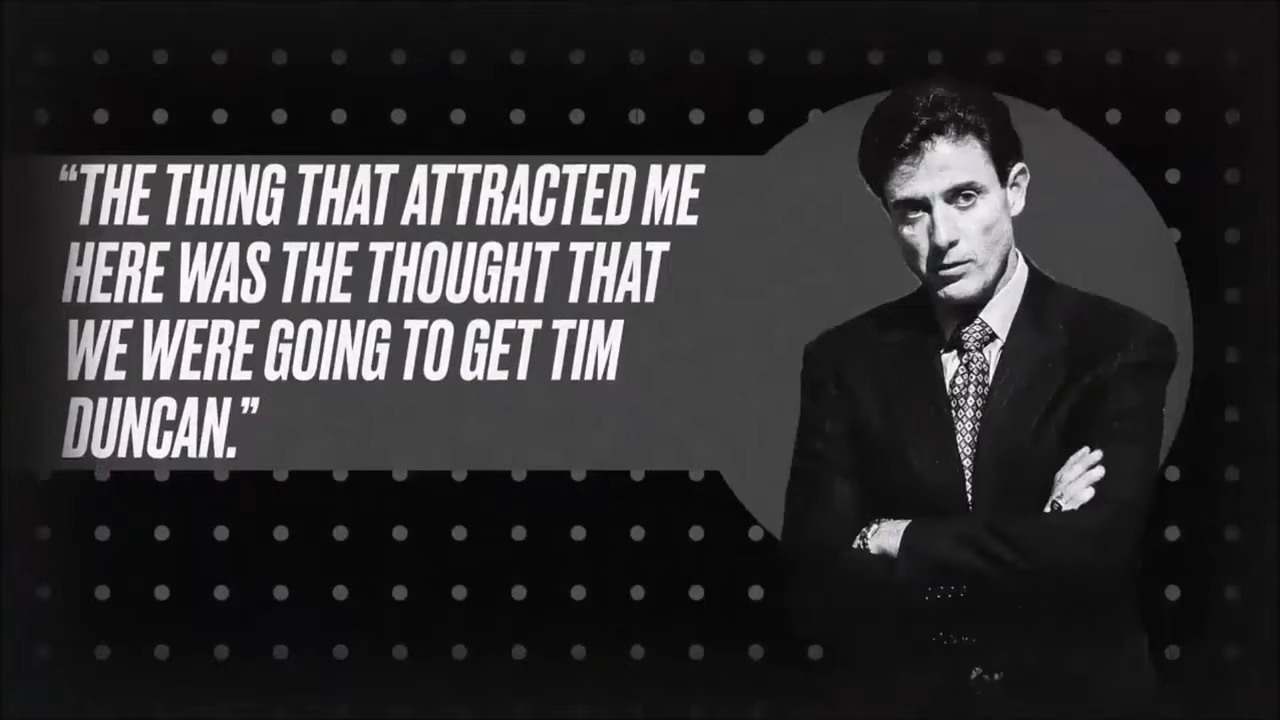 “THE THING THAT ATTRACTED ME
HERE WAS THE THOUGHT THAT
WE WERE GOING TO GET TIM
DUNCAN.”